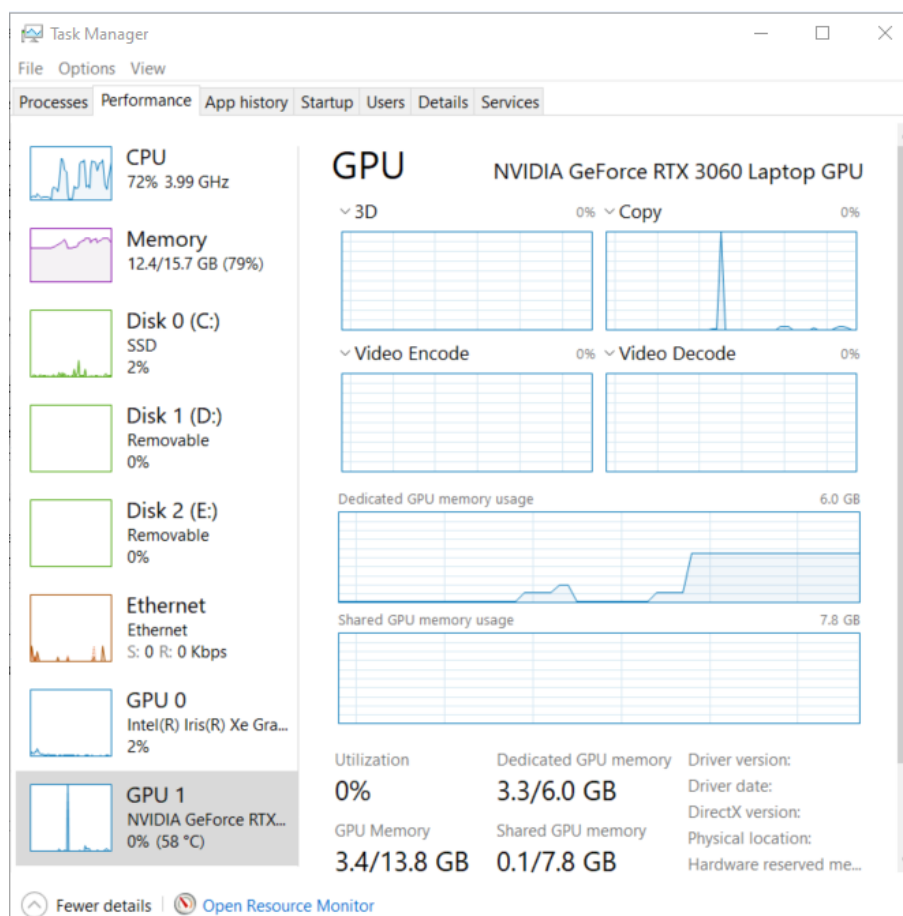 Task Manager
File Options View
Processes Performance App history Startup Users Details Services
CPU
72% 3.99 GHz
Memory
12.4/15.7 GB (79%)
Disk 0 (C:)
SSD
2%
Disk 1 (D:)
Removable
0%
Disk 2 (E:)
Removable
0%
Ethernet
Ethernet
S: 0 R: 0 Kbps
GPU 0
Intel(R) Iris(R) Xe Gra...
2%
GPU 1
NVIDIA GeForce RTX...
0% (58 °C)
GPU NVIDIA GeForce RTX 3060 Laptop GPU
3D 0% Copy 0%
Video Encode 0% Video Decode 0%
Dedicated GPU memory usage 6.0 GB
Shared GPU memory usage 7.8 GB
Utilization
0%
Dedicated GPU memory
3.3/6.0 GB
GPU Memory
3.4/13.8 GB
Shared GPU memory
0.1/7.8 GB
Driver version:
Driver date:
DirectX version:
Physical location:
Hardware reserved me...
Fewer details Open Resource Monitor